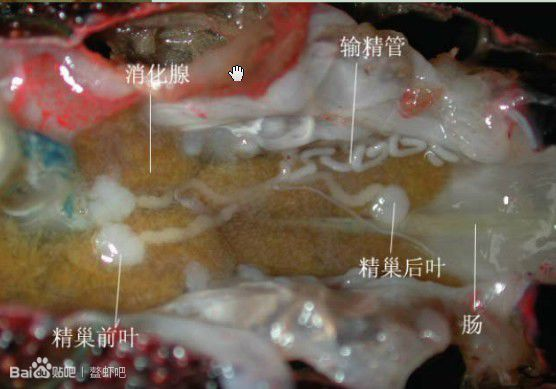 输精管
消化腺
精巢后叶
肠
精巢前叶
Bai贴吧 | 螯虾吧